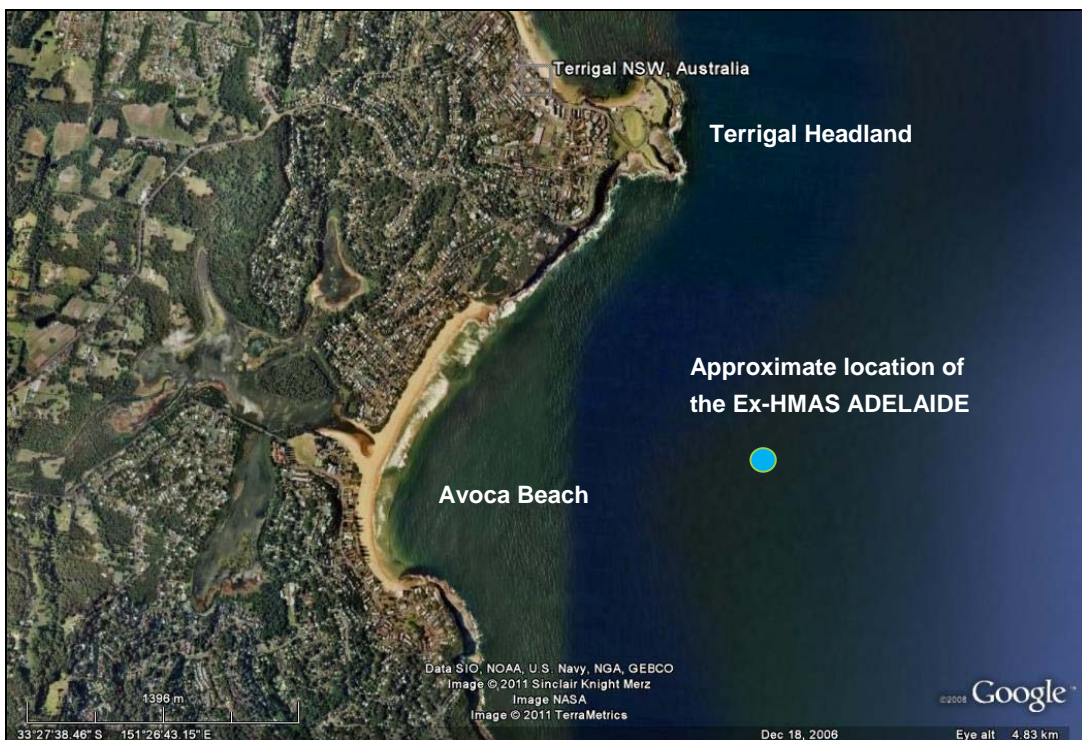 Terrigal NSW, Australia
Terrigal Headland
Approximate location of
the Ex-HMAS ADELAIDE
Avoca Beach
Data SIO, NOAA, U.S. Navy, NGA, GEBCO
Image © 2011 Sinclair Knight Merz
Image NASA
Image © 2011 TerraMetrics
1396 m
©2008 Google™
33°27'38.46" S 151°26'43.15" E
Dec 18, 2006
Eye alt 4.83 km